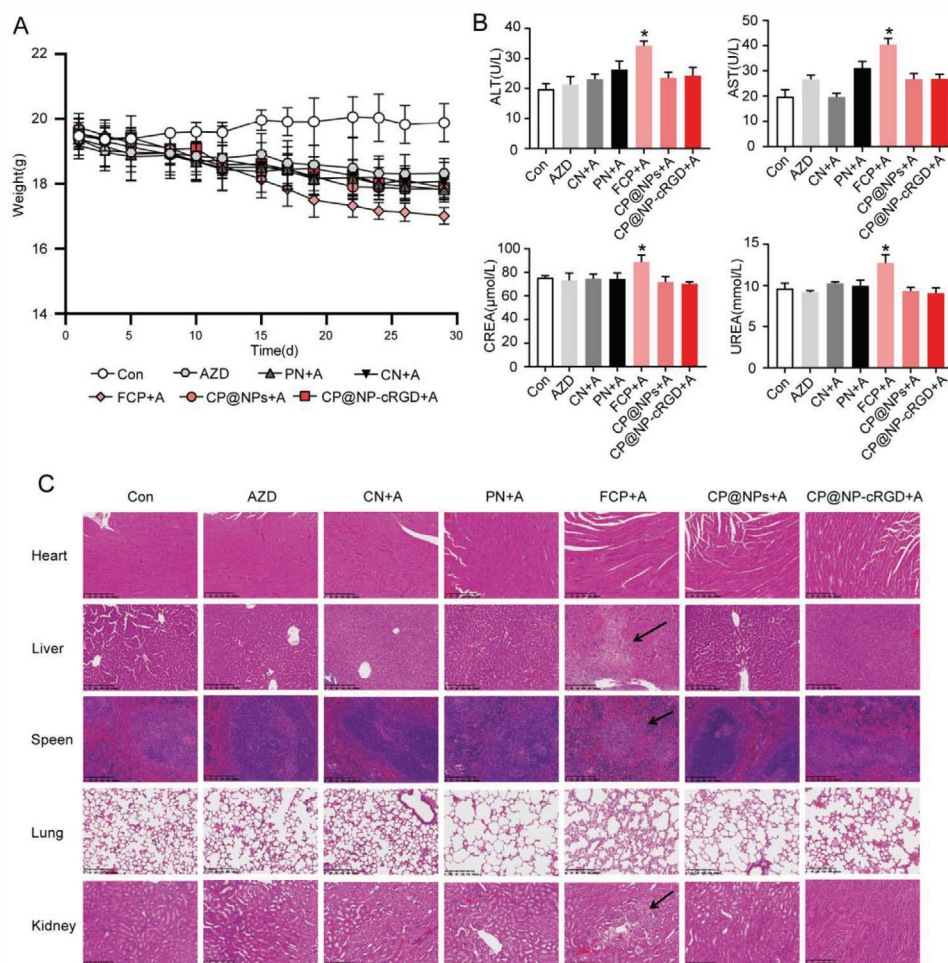 A
Weight(g)
22
20
18
16
14
0
5
10
15
20
25
30
Time(d)
Con
AZD
PN+A
CN+A
FCP+A
CP@NPs+A
CP@NP-cRGD+A
B
ALT(U/L)
40
30
20
10
0
*
Con
AZD
CN+A
PN+A
FCP+A
CP@NPs+A
CP@NP-cRGD+A
AST(U/L)
50
40
30
20
10
0
*
Con
AZD
CN+A
PN+A
FCP+A
CP@NPs+A
CP@NP-cRGD+A
CREA(μmol/L)
100
80
60
40
20
0
*
Con
AZD
CN+A
PN+A
FCP+A
CP@NPs+A
CP@NP-cRGD+A
UREA(mmol/L)
15
10
5
0
*
Con
AZD
CN+A
PN+A
FCP+A
CP@NPs+A
CP@NP-cRGD+A
C
Con AZD CN+A PN+A FCP+A CP@NPs+A CP@NP-cRGD+A
Heart
Liver
Speen
Lung
Kidney